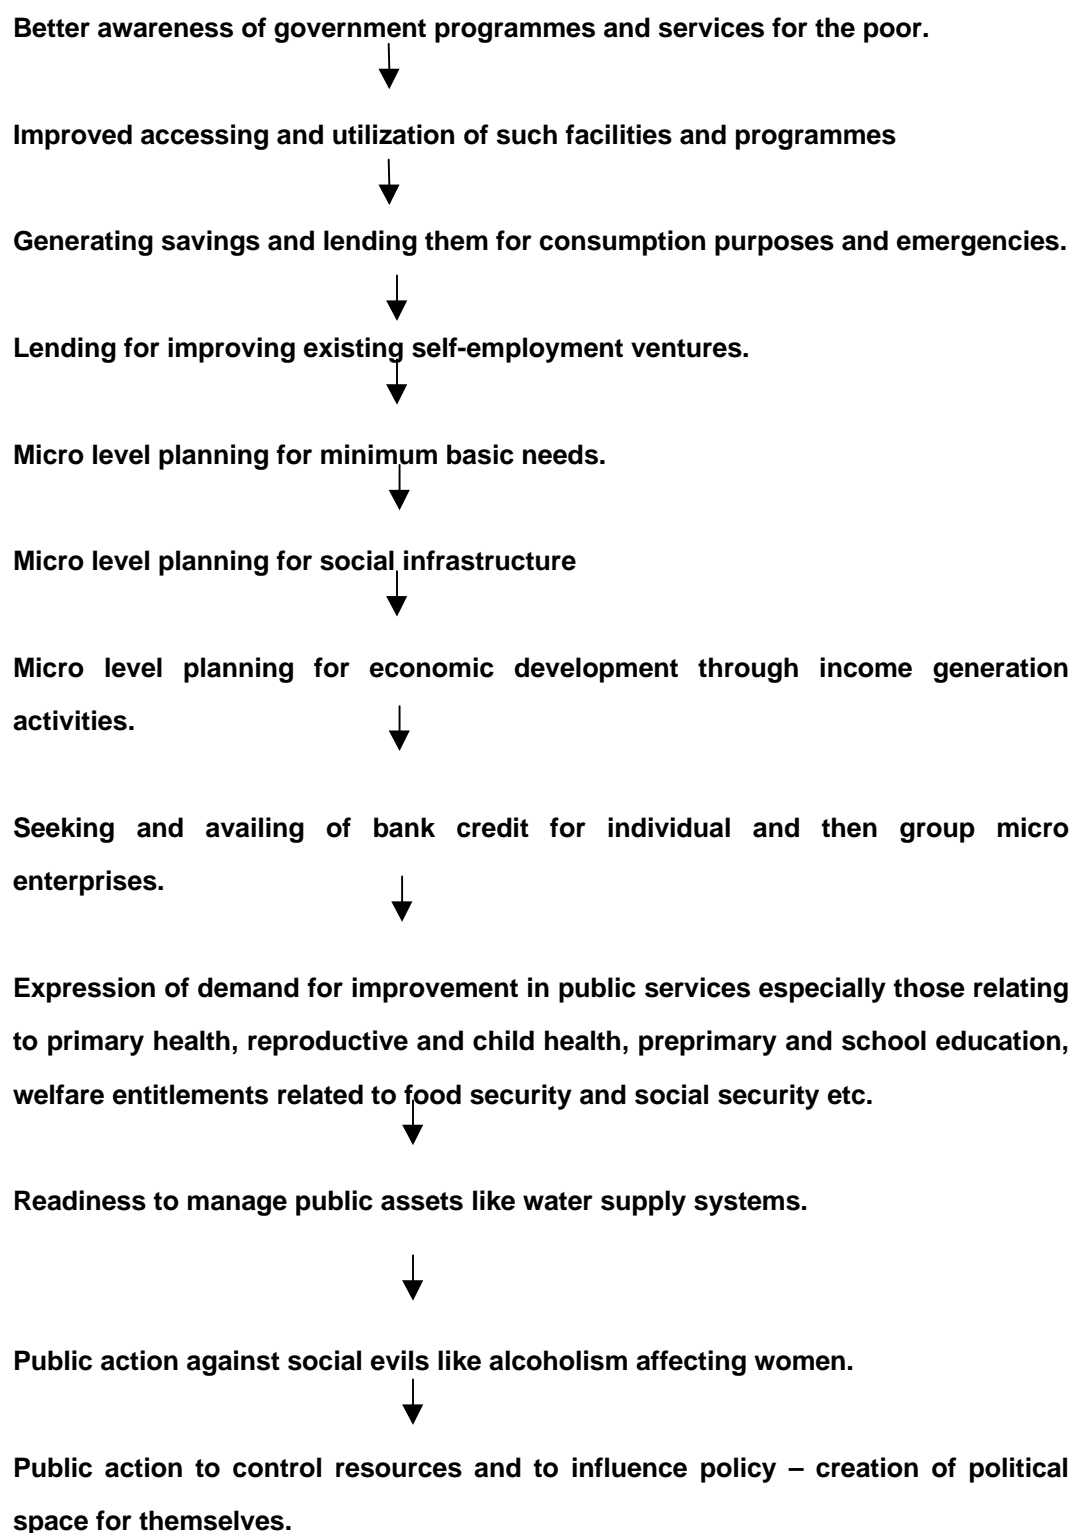 Better awareness of government programmes and services for the poor.
Improved accessing and utilization of such facilities and programmes
Generating savings and lending them for consumption purposes and emergencies.
Lending for improving existing self-employment ventures.
Micro level planning for minimum basic needs.
Micro level planning for social infrastructure
Micro level planning for economic development through income generation
activities.
Seeking and availing of bank credit for individual and then group micro
enterprises.
Expression of demand for improvement in public services especially those relating
to primary health, reproductive and child health, preprimary and school education,
welfare entitlements related to food security and social security etc.
Readiness to manage public assets like water supply systems.
Public action against social evils like alcoholism affecting women.
Public action to control resources and to influence policy – creation of political
space for themselves.